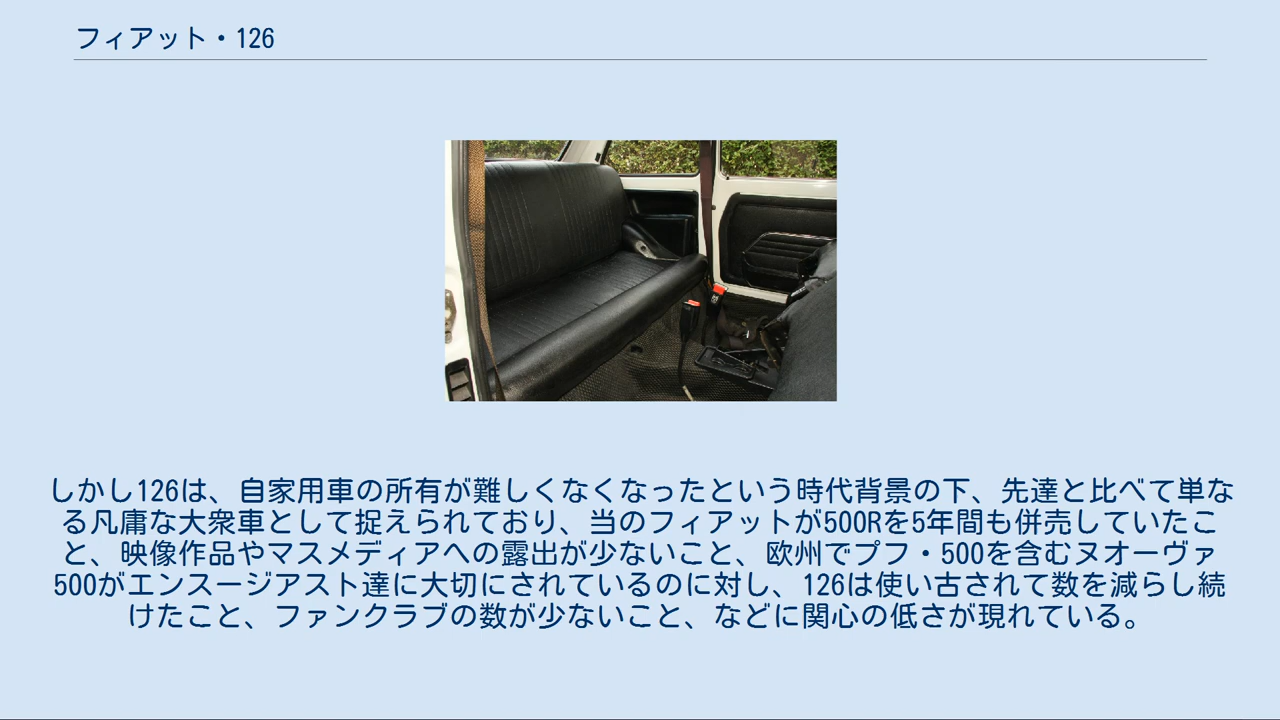 フィアット・126
しかし126は、自家用車の所有が難しくなくなったという時代背景の下、先達と比べて単な
る凡庸な大衆車として捉えられており、当のフィアットが500Rを5年間も併売していたこ
と、映像作品やマスメディアへの露出が少ないこと、欧州でプフ・500を含むヌオーヴァ
500がエンスージアスト達に大切にされているのに対し、126は使い古されて数を減らし続
けたこと、ファンクラブの数が少ないこと、などに関心の低さが現れている。